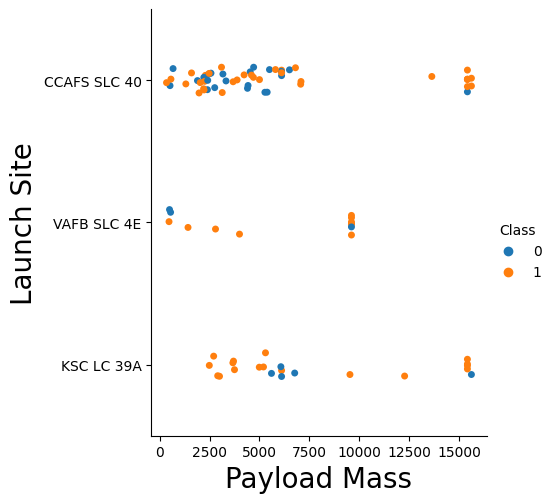 CCAFS SLC 40
VAFB SLC 4E
KSC LC 39A
Launch Site
0
2500
5000
7500
10000
12500
15000
Payload Mass
Class
0
1